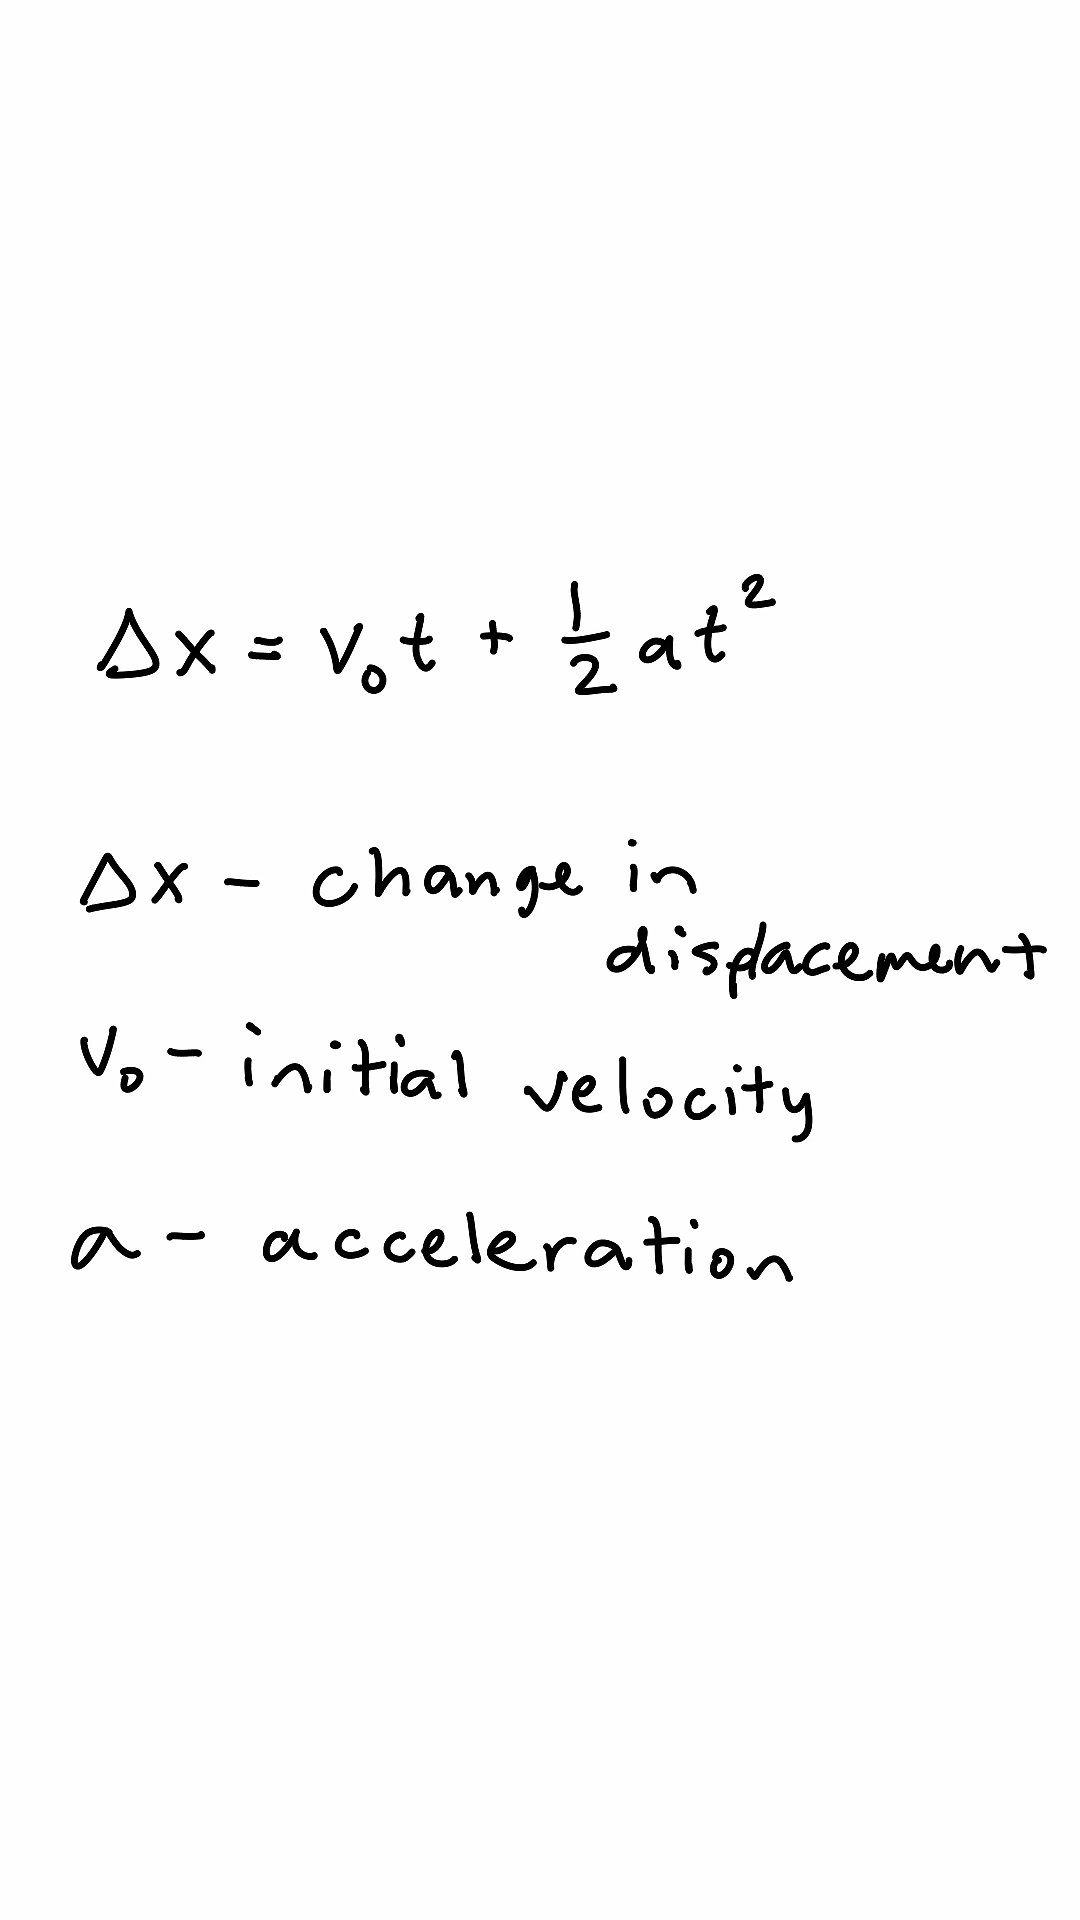 Δx = v₀t + ½at²
Δx - change in
displacement
v₀ - initial velocity
a - acceleration